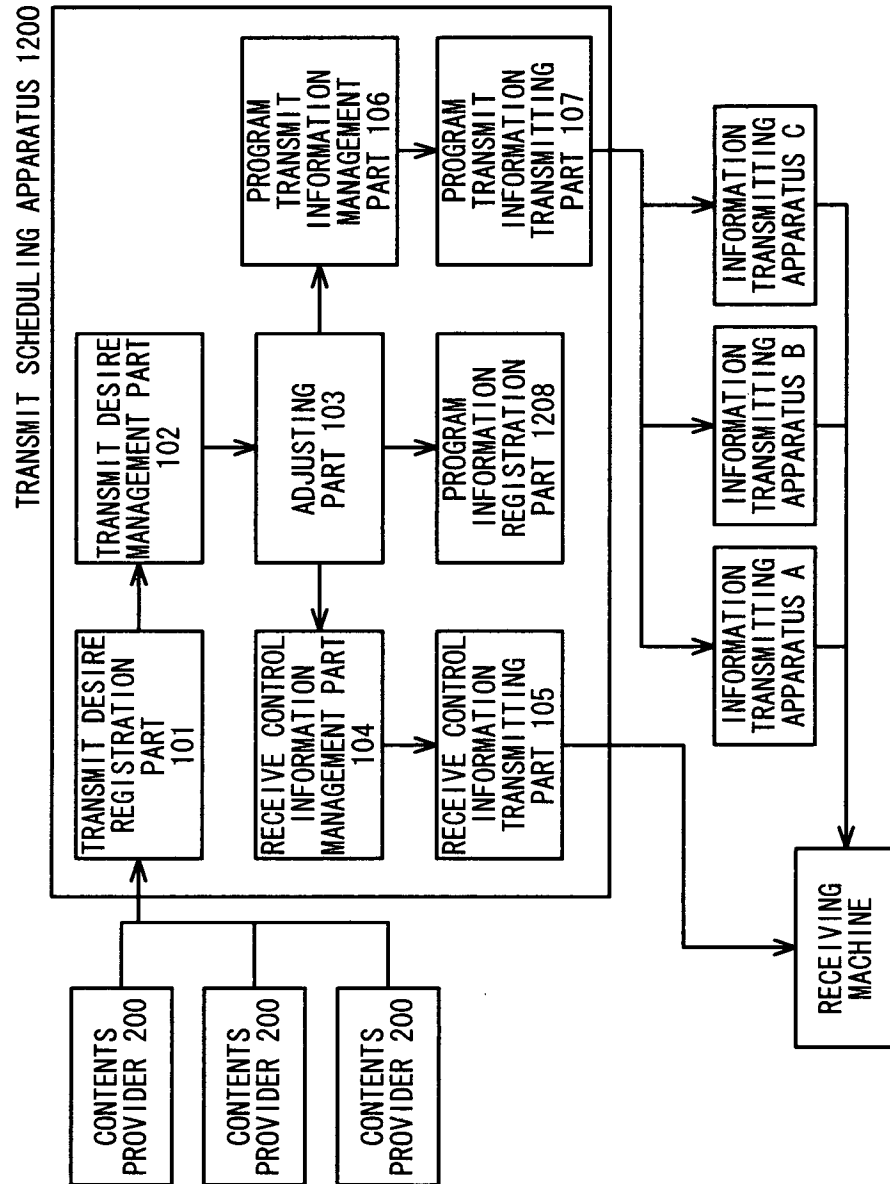 TRANSMIT SCHEDULING APPARATUS 1200
CONTENTS
PROVIDER 200
CONTENTS
PROVIDER 200
CONTENTS
PROVIDER 200
TRANSMIT DESIRE
REGISTRATION
PART
101
TRANSMIT DESIRE
MANAGEMENT PART
102
RECEIVE CONTROL
INFORMATION
MANAGEMENT PART
104
ADJUSTING
PART 103
PROGRAM
TRANSMIT
INFORMATION
MANAGEMENT
PART 106
RECEIVE CONTROL
INFORMATION
TRANSMITTING
PART 105
PROGRAM
INFORMATION
REGISTRATION
PART 1208
PROGRAM
TRANSMIT
INFORMATION
TRANSMITTING
PART 107
INFORMATION
TRANSMITTING
APPARATUS A
INFORMATION
TRANSMITTING
APPARATUS B
INFORMATION
TRANSMITTING
APPARATUS C
RECEIVING
MACHINE